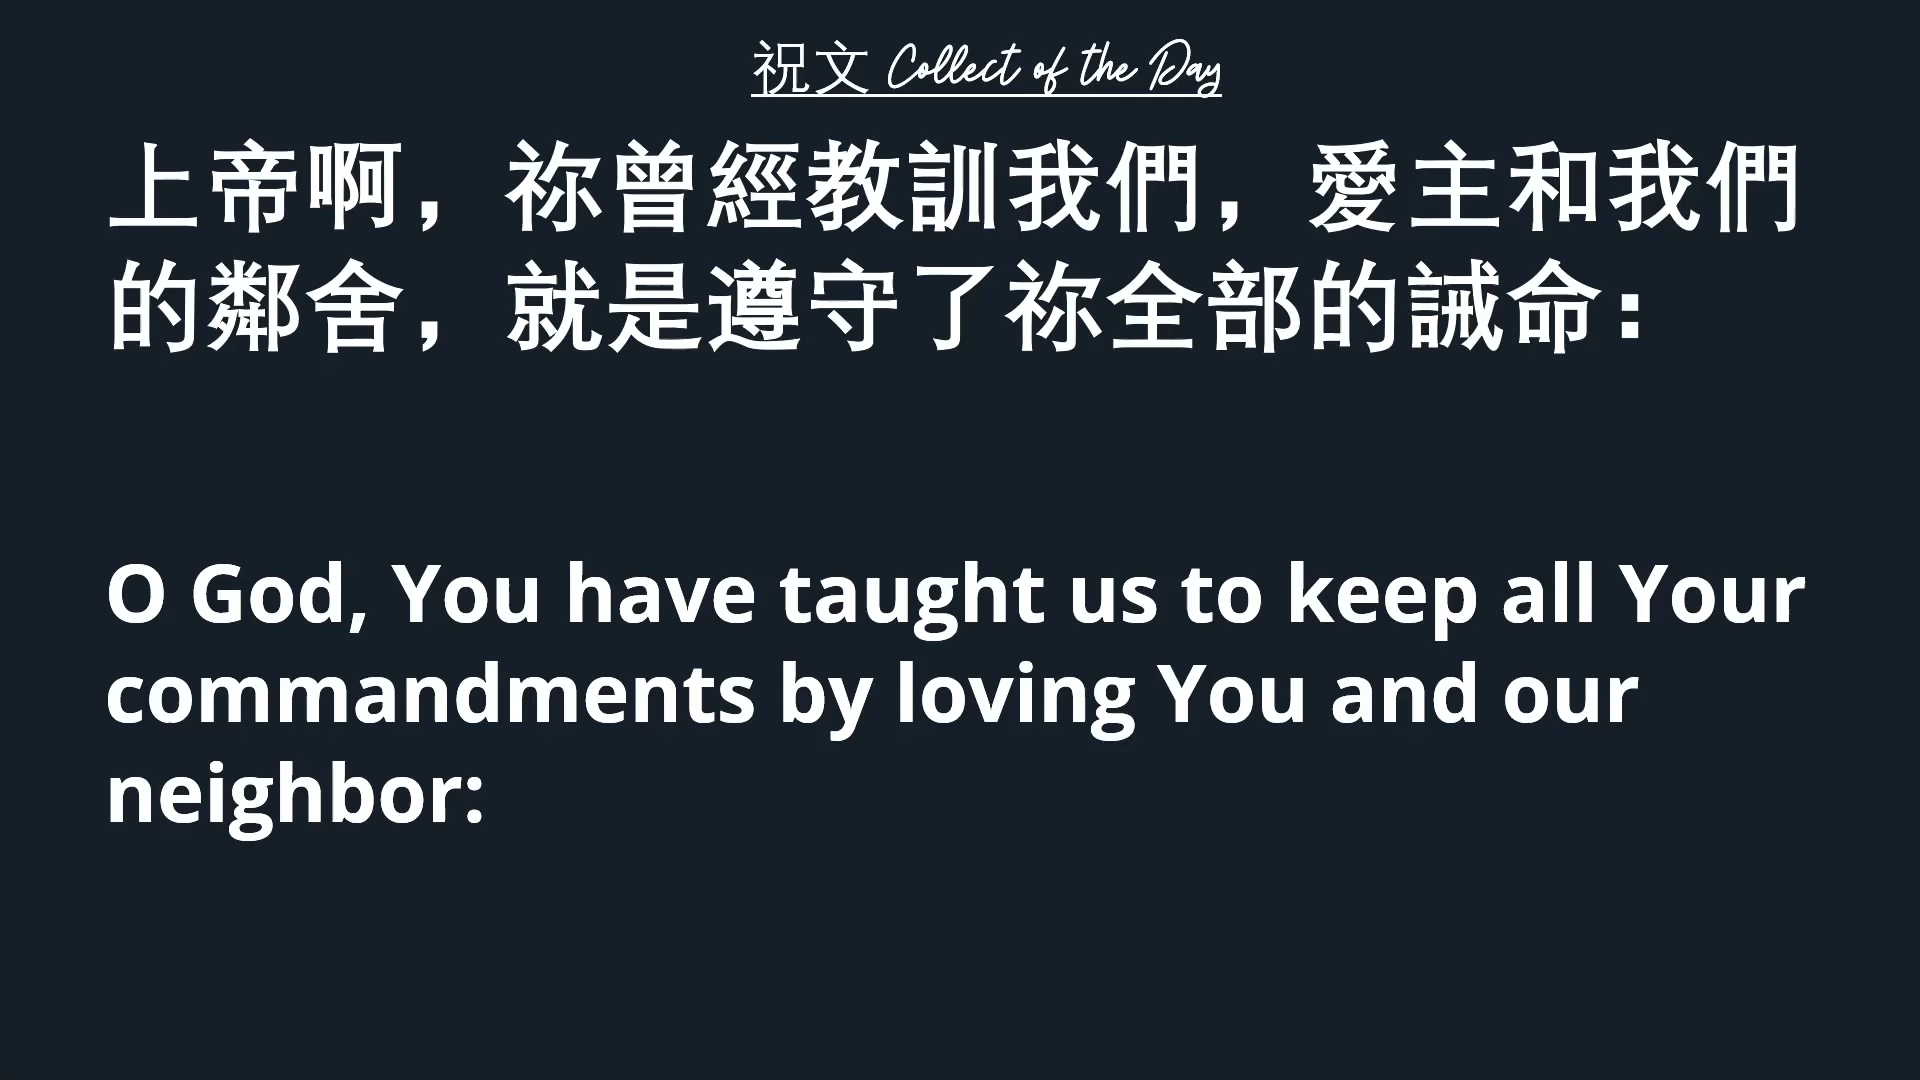 祝文 Collect of the Day
上帝啊，祢曾經教訓我們，愛主和我們
的鄰舍，就是遵守了祢全部的誡命：
O God, You have taught us to keep all Your
commandments by loving You and our
neighbor: